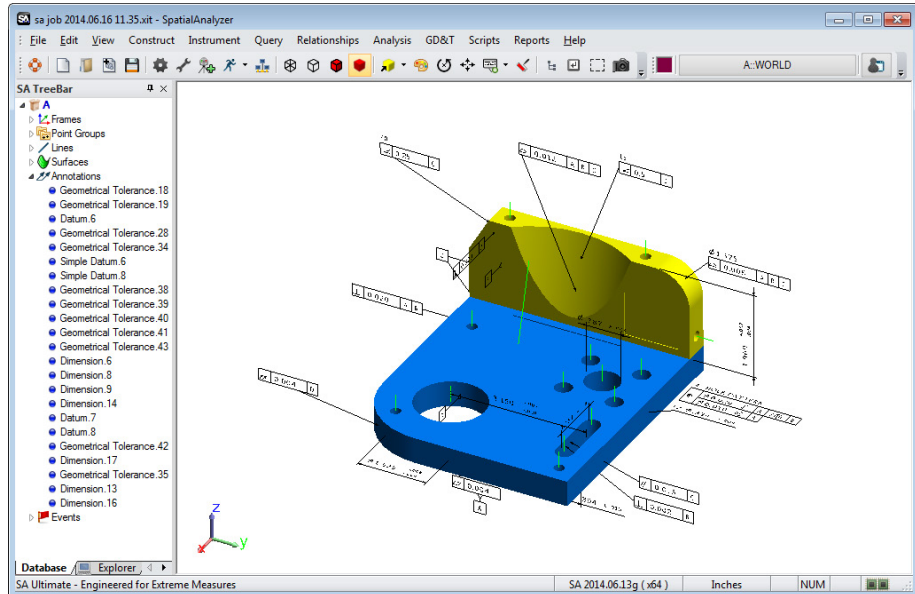 sa job 2014.06.16 11.35.xit - SpatialAnalyzer
File Edit View Construct Instrument Query Relationships Analysis GD&T Scripts Reports Help
A::WORLD
SA TreeBar
A
Frames
Point Groups
Lines
Surfaces
Annotations
Geometrical Tolerance.18
Geometrical Tolerance.19
Datum.6
Geometrical Tolerance.28
Geometrical Tolerance.34
Simple Datum.6
Simple Datum.8
Geometrical Tolerance.38
Geometrical Tolerance.39
Geometrical Tolerance.40
Geometrical Tolerance.41
Geometrical Tolerance.43
Dimension.6
Dimension.8
Dimension.9
Dimension.14
Datum.7
Datum.8
Geometrical Tolerance.42
Dimension.17
Geometrical Tolerance.35
Dimension.13
Dimension.16
Events
Database Explorer
0.004
A
Z
X
y
SA Ultimate - Engineered for Extreme Measures
SA 2014.06.13g ( x64 )
Inches
NUM